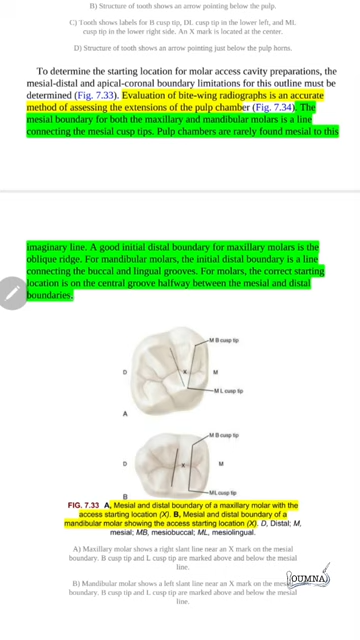 B) Structure of tooth shows an arrow pointing below the pulp.
C) Tooth shows labels for B cusp tip, DL cusp tip in the lower left, and ML
cusp tip in the lower right side. An X mark is located at the center.
D) Structure of tooth shows an arrow pointing just below the pulp horns.
To determine the starting location for molar access cavity preparations, the
mesial-distal and apical-coronal boundary limitations for this outline must be
determined (Fig. 7.33). Evaluation of bite-wing radiographs is an accurate
method of assessing the extensions of the pulp chamber (Fig. 7.34). The
mesial boundary for both the maxillary and mandibular molars is a line
connecting the mesial cusp tips. Pulp chambers are rarely found mesial to this
imaginary line. A good initial distal boundary for maxillary molars is the
oblique ridge. For mandibular molars, the initial distal boundary is a line
connecting the buccal and lingual grooves. For molars, the correct starting
location is on the central groove halfway between the mesial and distal
boundaries.
M B cusp tip
D
X
M
M L cusp tip
A
M B cusp tip
D
X
M
ML cusp tip
B
FIG. 7.33 A, Mesial and distal boundary of a maxillary molar with the
access starting location (X). B, Mesial and distal boundary of a
mandibular molar showing the access starting location (X). D, Distal; M,
mesial; MB, mesiobuccal; ML, mesiolingual.
A) Maxillary molar shows a right slant line near an X mark on the mesial
boundary. B cusp tip and L cusp tip are marked above and below the mesial
line.
B) Mandibular molar shows a left slant line near an X mark on the
boundary. B cusp tip and L cusp tip are marked above and below the mesial
line.
OUMNA